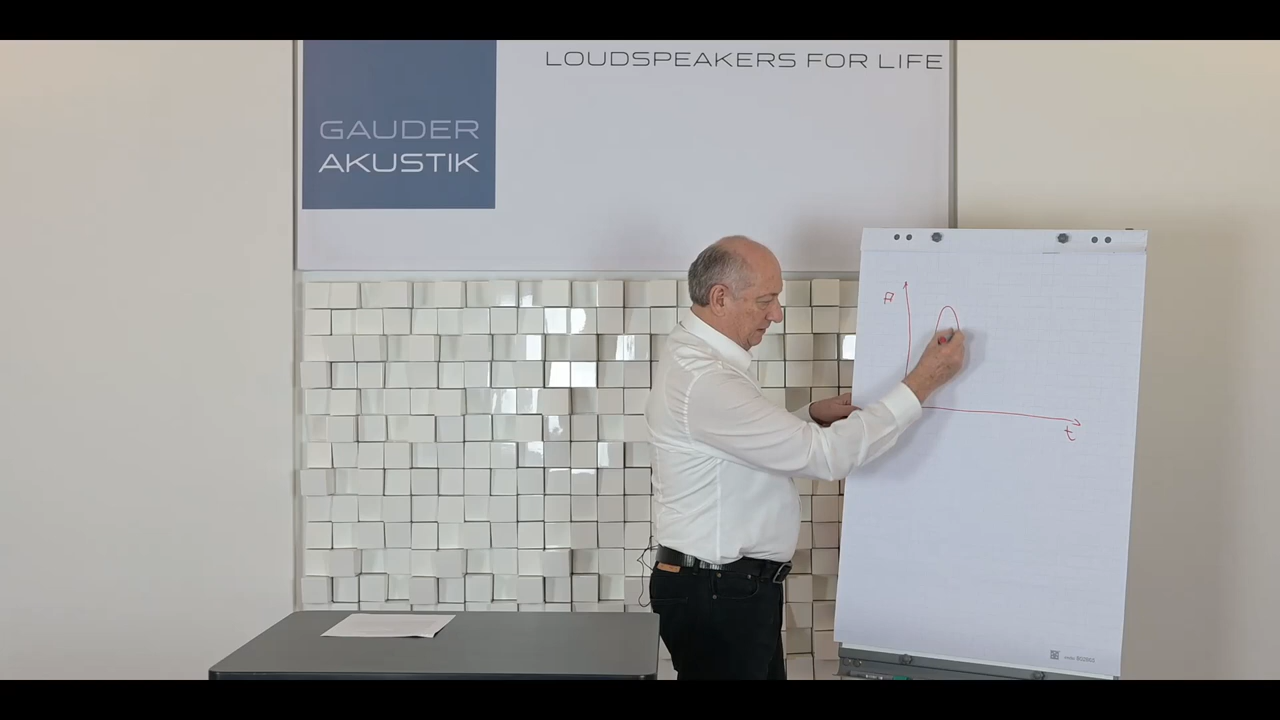 LOUDSPEAKERS FOR LIFE
GAUDER
AKUSTIK
A
t